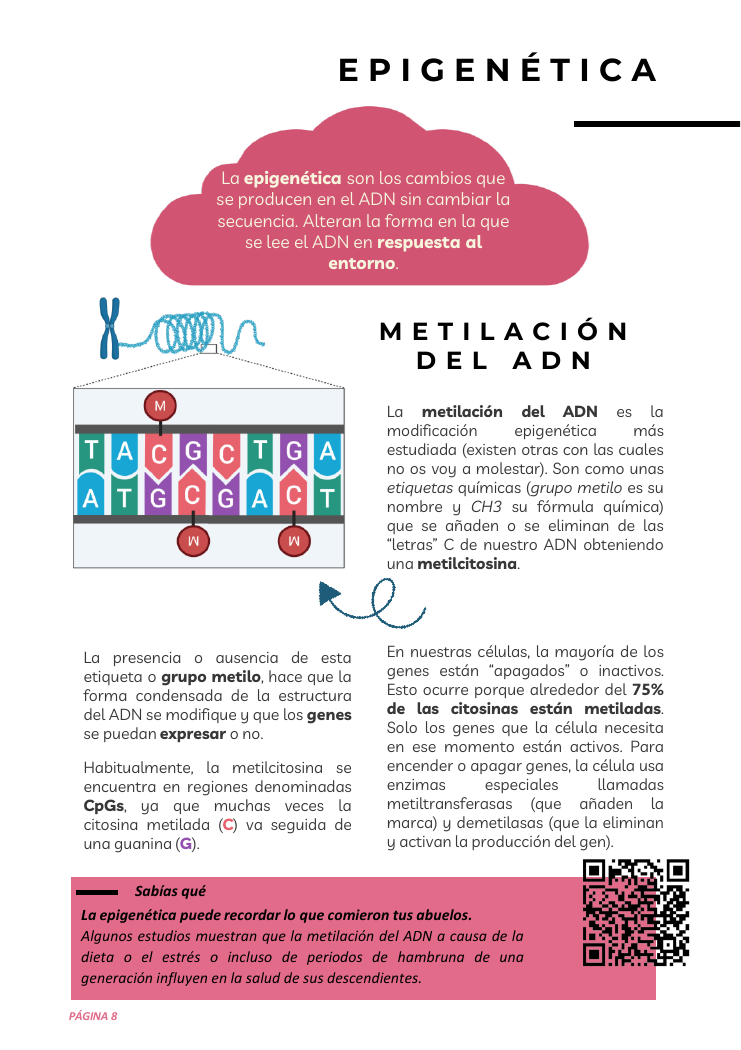 EPIGENÉTICA
La epigenética son los cambios que
se producen en el ADN sin cambiar la
secuencia. Alteran la forma en la que
se lee el ADN en respuesta al
entorno.
METILACIÓN
DEL ADN
M
T A C G C T G A
A T G C G A C T
M M
La metilación del ADN es la
modificación epigenética más
estudiada (existen otras con las cuales
no os voy a molestar). Son como unas
etiquetas químicas (grupo metilo es su
nombre y CH3 su fórmula química)
que se añaden o se eliminan de las
“letras” C de nuestro ADN obteniendo
una metilcitosina.
La presencia o ausencia de esta
etiqueta o grupo metilo, hace que la
forma condensada de la estructura
del ADN se modifique y que los genes
se puedan expresar o no.
Habitualmente, la metilcitosina se
encuentra en regiones denominadas
CpGs, ya que muchas veces la
citosina metilada (C) va seguida de
una guanina (G).
En nuestras células, la mayoría de los
genes están “apagados” o inactivos.
Esto ocurre porque alrededor del 75%
de las citosinas están metiladas.
Solo los genes que la célula necesita
en ese momento están activos. Para
encender o apagar genes, la célula usa
enzimas especiales llamadas
metiltransferasas (que añaden la
marca) y demetilasas (que la eliminan
y activan la producción del gen).
Sabías qué
La epigenética puede recordar lo que comieron tus abuelos.
Algunos estudios muestran que la metilación del ADN a causa de la
dieta o el estrés o incluso de periodos de hambruna de una
generación influyen en la salud de sus descendientes.
PÁGINA 8